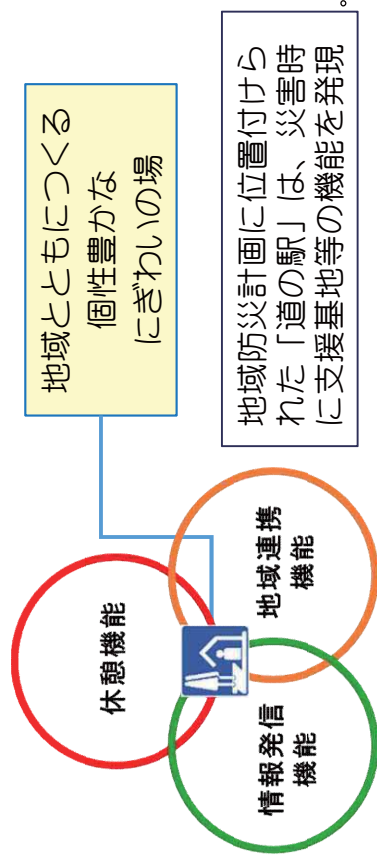 休憩機能
情報発信
機能
地域連携
機能
地域とともにつくる
個性豊かな
にぎわいの場
地域防災計画に位置付けら
れた「道の駅」は、災害時
に支援基地等の機能を発現
。